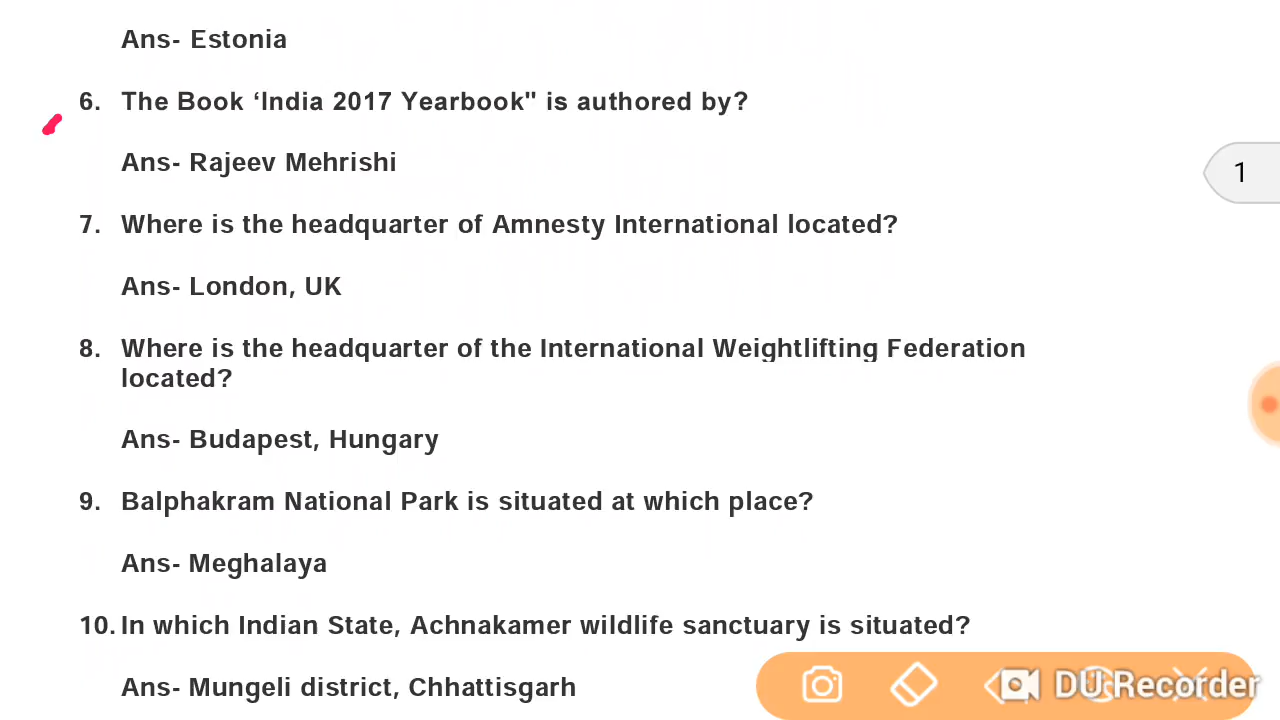 Ans- Estonia
6. The Book ‘India 2017 Yearbook" is authored by?
Ans- Rajeev Mehrishi
1
7. Where is the headquarter of Amnesty International located?
Ans- London, UK
8. Where is the headquarter of the International Weightlifting Federation
located?
Ans- Budapest, Hungary
9. Balphakram National Park is situated at which place?
Ans- Meghalaya
10. In which Indian State, Achnakamer wildlife sanctuary is situated?
Ans- Mungeli district, Chhattisgarh
DU Recorder